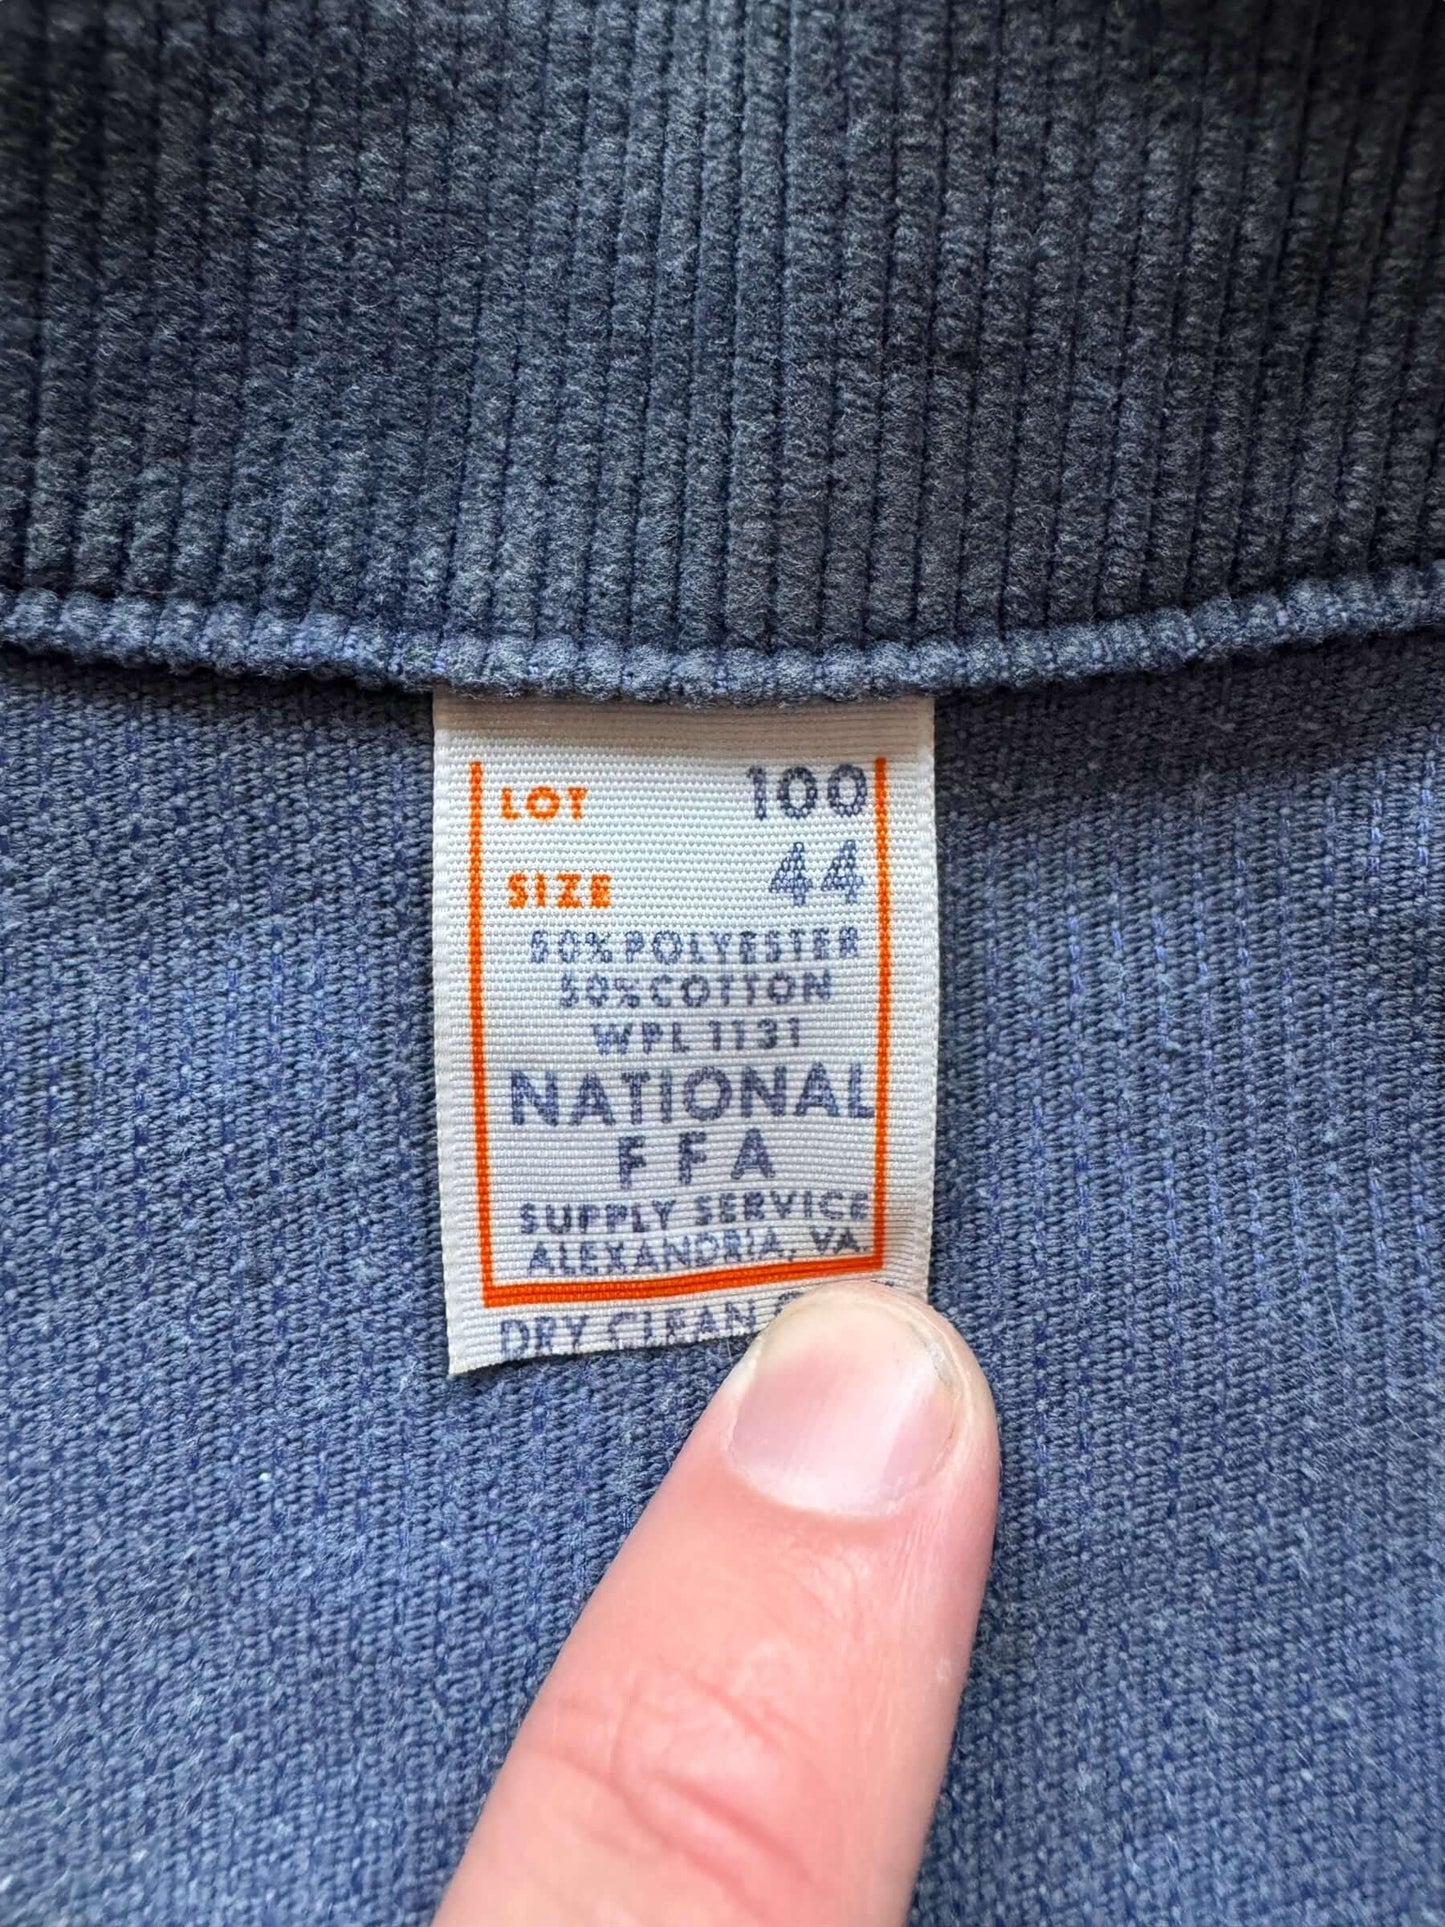 LOT 100
SIZE 44
50% POLYESTER
50% COTTON
WPL 1131
NATIONAL
FFA
SUPPLY SERVICE
ALEXANDRIA, VA.
DRY CLEAN